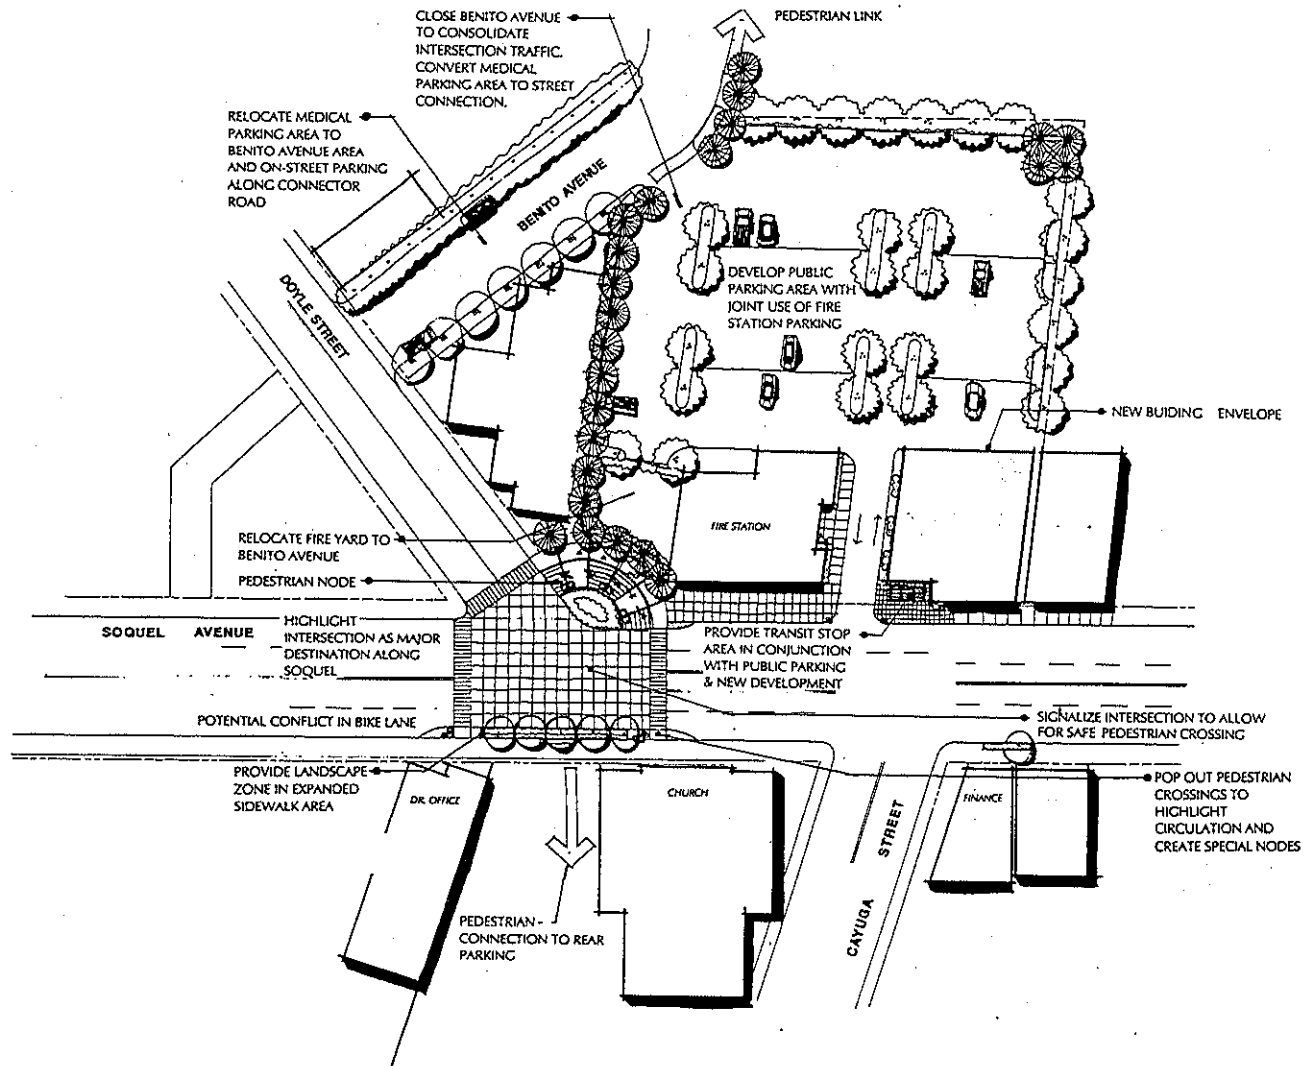 CLOSE BENITO AVENUE
TO CONSOLIDATE
INTERSECTION TRAFFIC.
CONVERT MEDICAL
PARKING AREA TO STREET
CONNECTION.
PEDESTRIAN LINK
RELOCATE MEDICAL
PARKING AREA TO
BENITO AVENUE AREA
AND ON-STREET PARKING
ALONG CONNECTOR
ROAD
BENITO AVENUE
DOYLE STREET
DEVELOP PUBLIC
PARKING AREA WITH
JOINT USE OF FIRE
STATION PARKING
NEW BUIDING ENVELOPE
FIRE STATION
RELOCATE FIRE YARD TO
BENITO AVENUE
PEDESTRIAN NODE
HIGHLIGHT
INTERSECTION AS MAJOR
DESTINATION ALONG
SOQUEL
SOQUEL AVENUE
PROVIDE TRANSIT STOP
AREA IN CONJUNCTION
WITH PUBLIC PARKING
& NEW DEVELOPMENT
POTENTIAL CONFLICT IN BIKE LANE
SIGNALIZE INTERSECTION TO ALLOW
FOR SAFE PEDESTRIAN CROSSING
PROVIDE LANDSCAPE
ZONE IN EXPANDED
SIDEWALK AREA
DR. OFFICE
CHURCH
FINANCE
POP OUT PEDESTRIAN
CROSSINGS TO
HIGHLIGHT
CIRCULATION AND
CREATE SPECIAL NODES
CAYUGA STREET
PEDESTRIAN -
CONNECTION TO REAR
PARKING